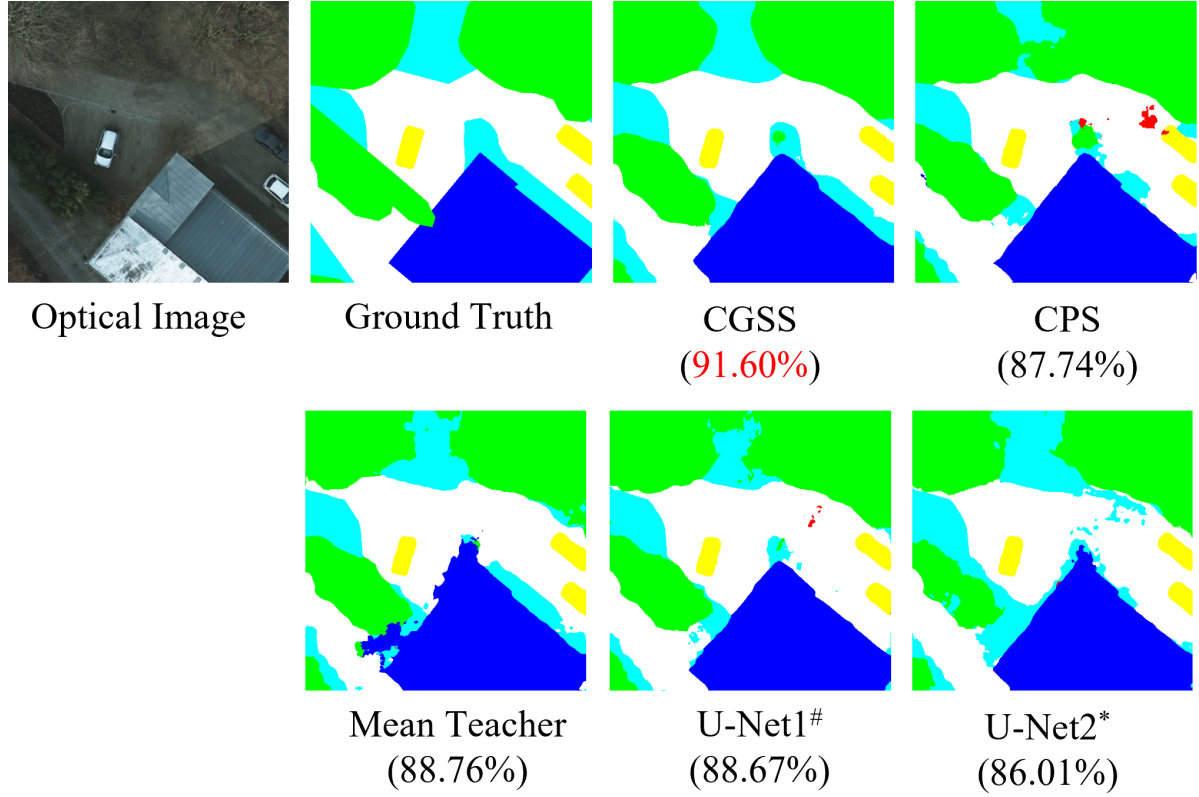 Optical Image
Ground Truth
CGSS
(91.60%)
CPS
(87.74%)
Mean Teacher
(88.76%)
U-Net1#
(88.67%)
U-Net2*
(86.01%)